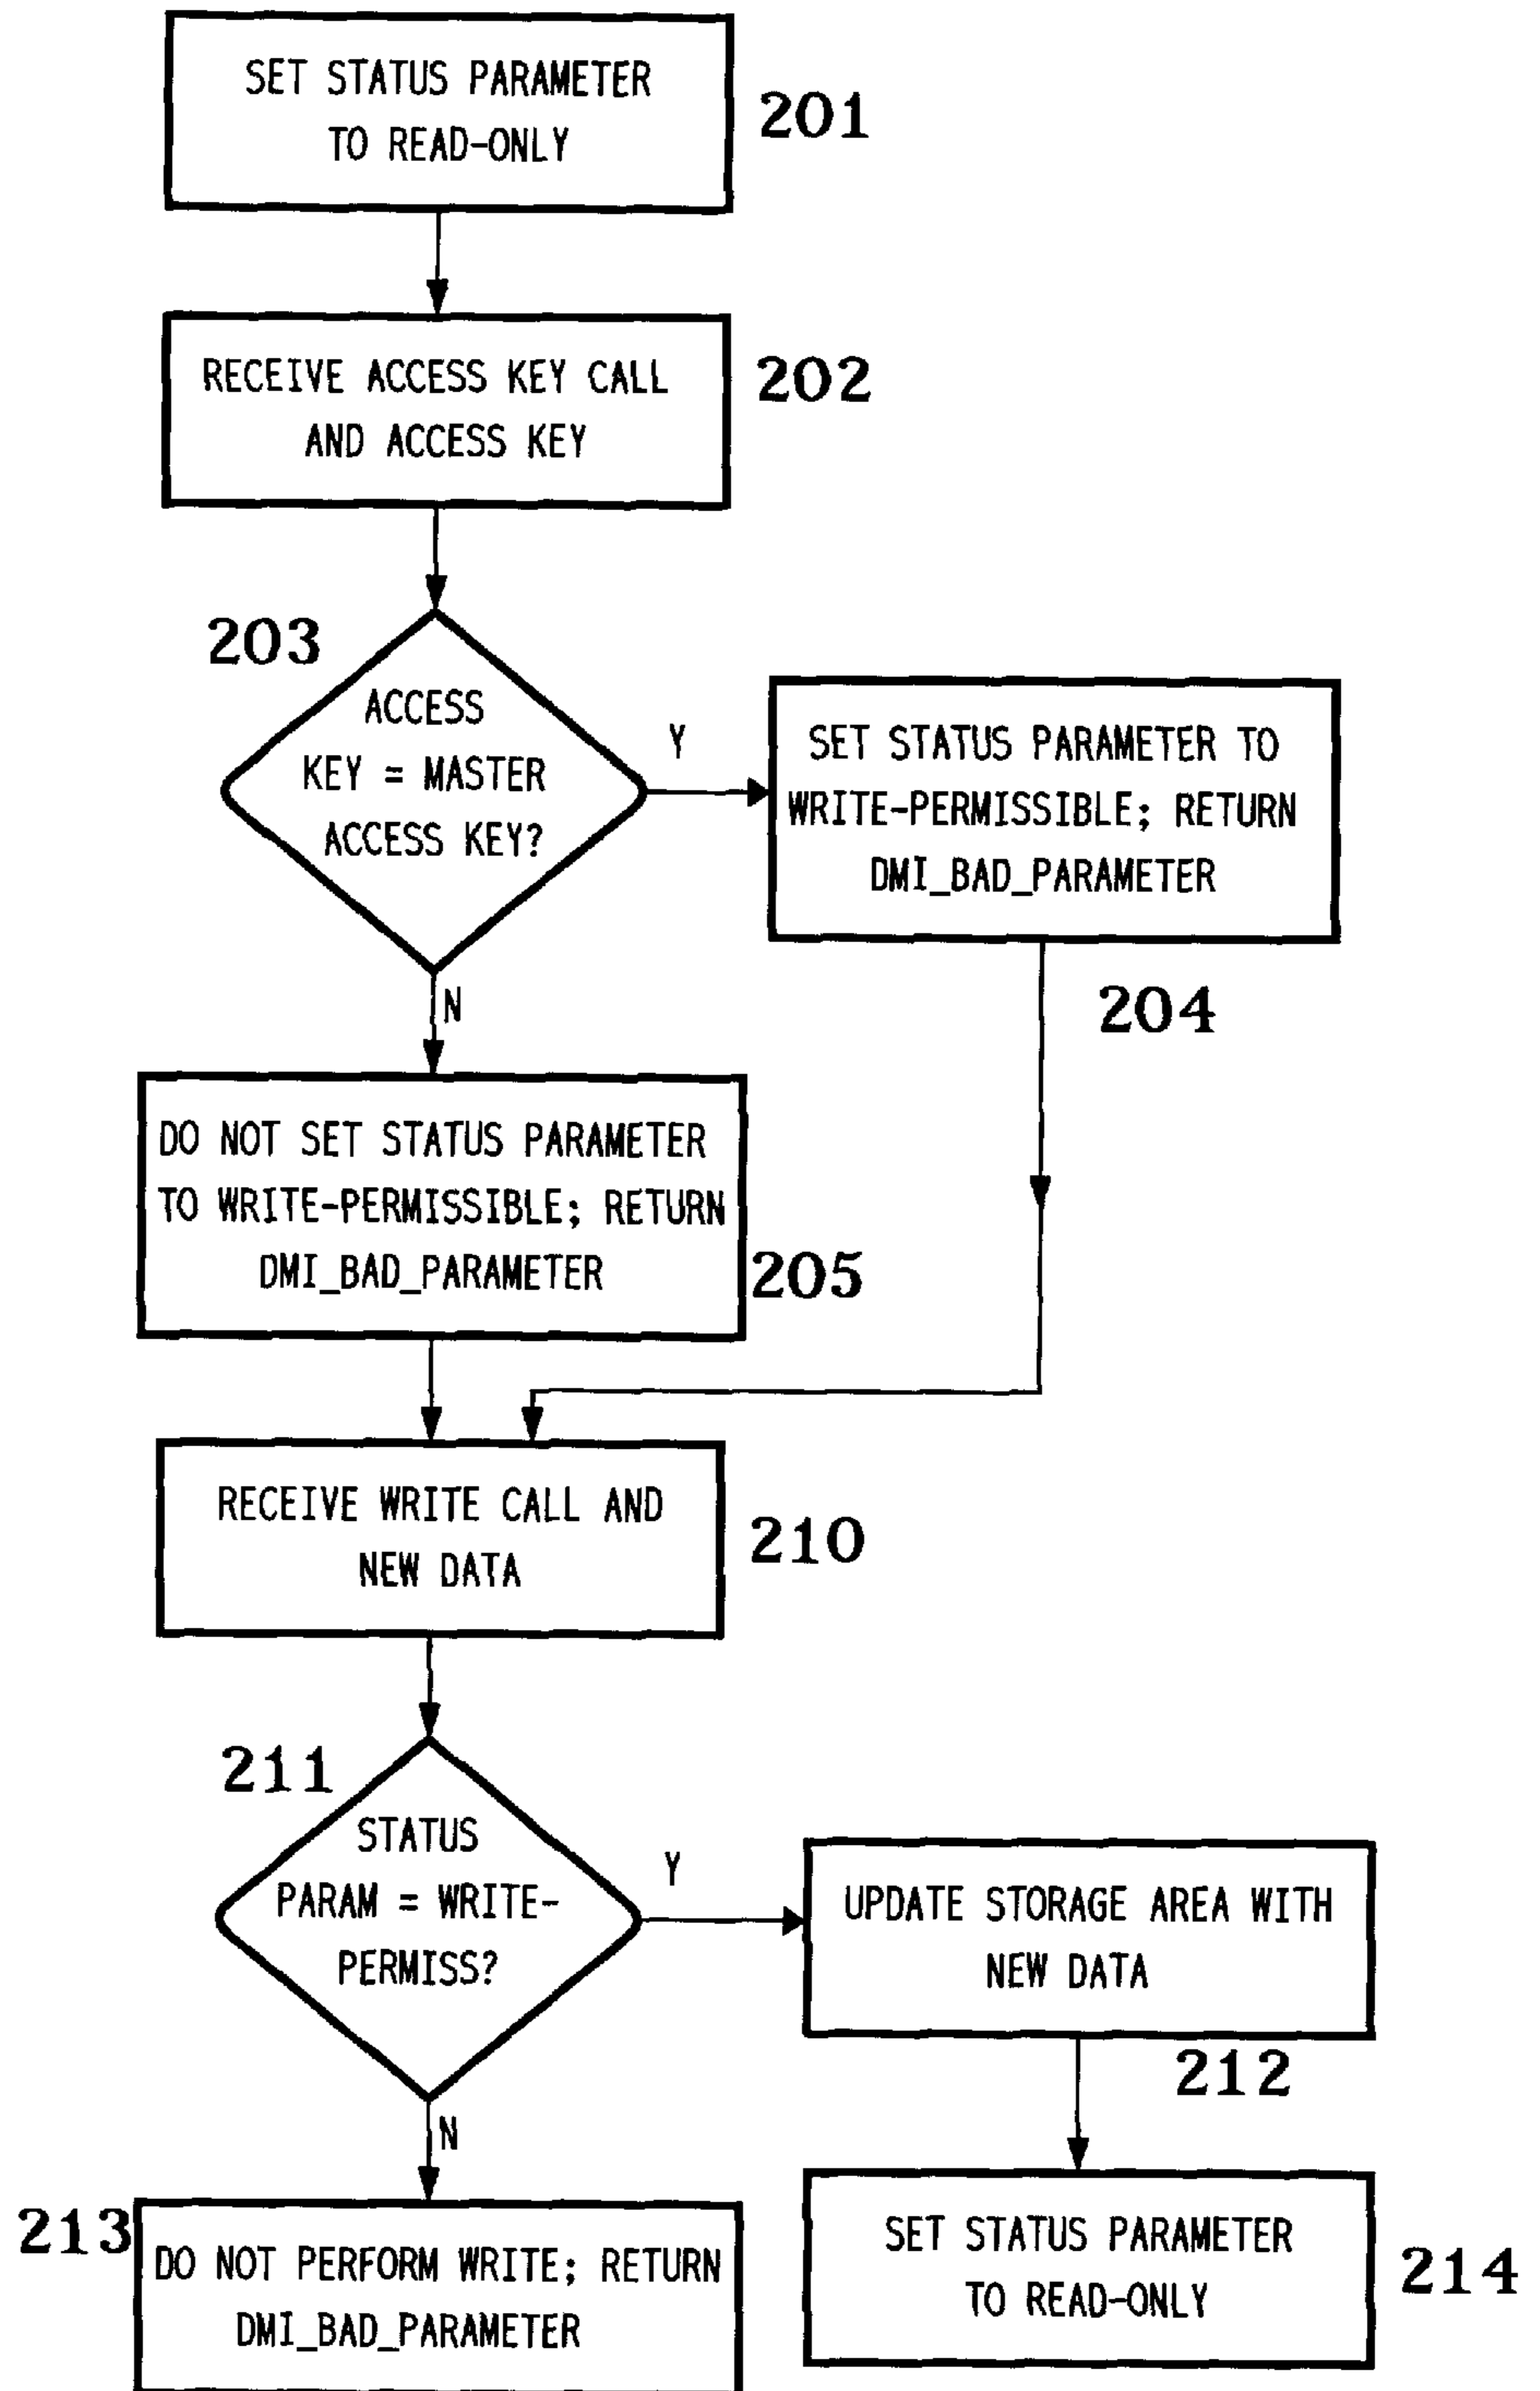 SET STATUS PARAMETER
TO READ-ONLY
201
RECEIVE ACCESS KEY CALL
AND ACCESS KEY
202
203
ACCESS
KEY = MASTER
ACCESS KEY?
Y
SET STATUS PARAMETER TO
WRITE-PERMISSIBLE; RETURN
DMI_BAD_PARAMETER
204
N
DO NOT SET STATUS PARAMETER
TO WRITE-PERMISSIBLE; RETURN
DMI_BAD_PARAMETER
205
RECEIVE WRITE CALL AND
NEW DATA
210
211
STATUS
PARAM = WRITE-
PERMISS?
Y
UPDATE STORAGE AREA WITH
NEW DATA
212
N
213
DO NOT PERFORM WRITE; RETURN
DMI_BAD_PARAMETER
SET STATUS PARAMETER
TO READ-ONLY
214